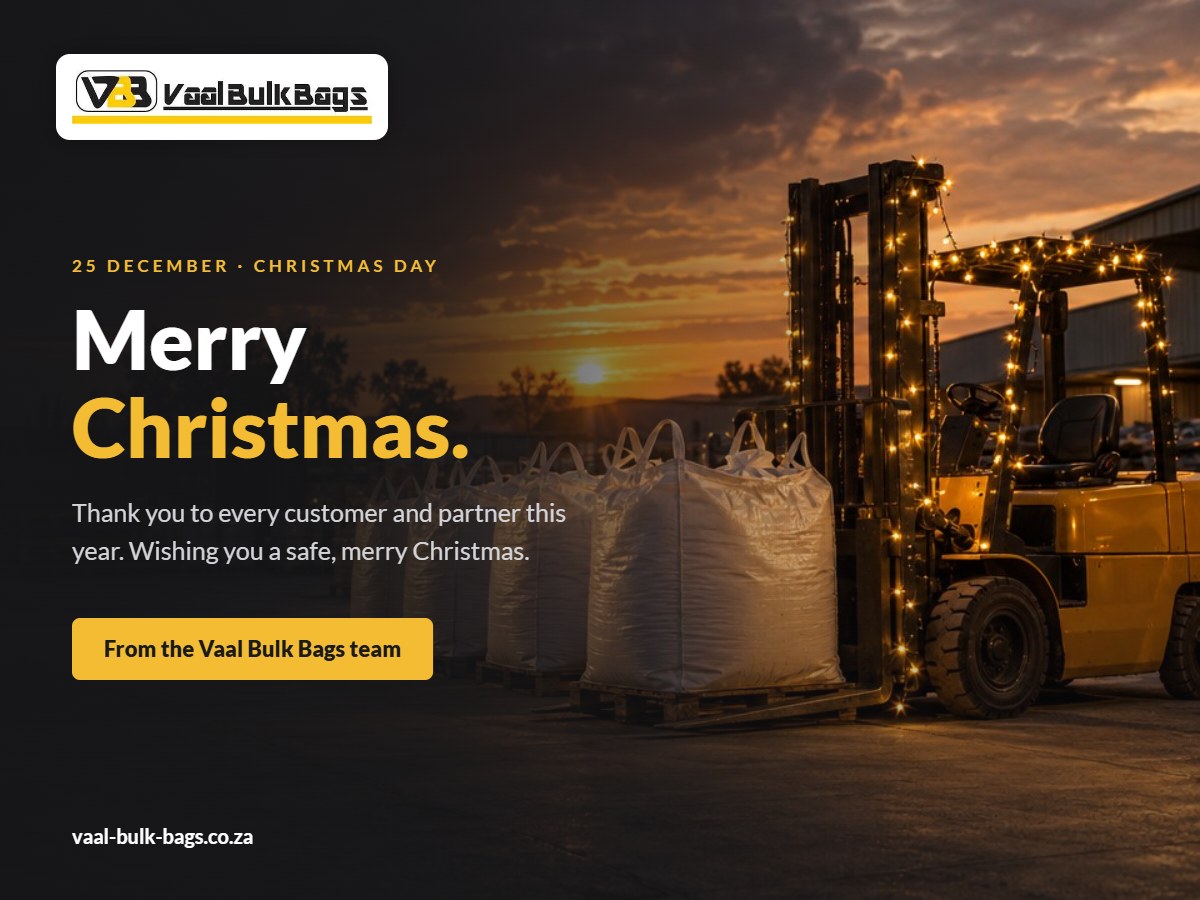 VBB VaalBulkBags
25 DECEMBER · CHRISTMAS DAY
Merry
Christmas.
Thank you to every customer and partner this
year. Wishing you a safe, merry Christmas.
From the Vaal Bulk Bags team
vaal-bulk-bags.co.za